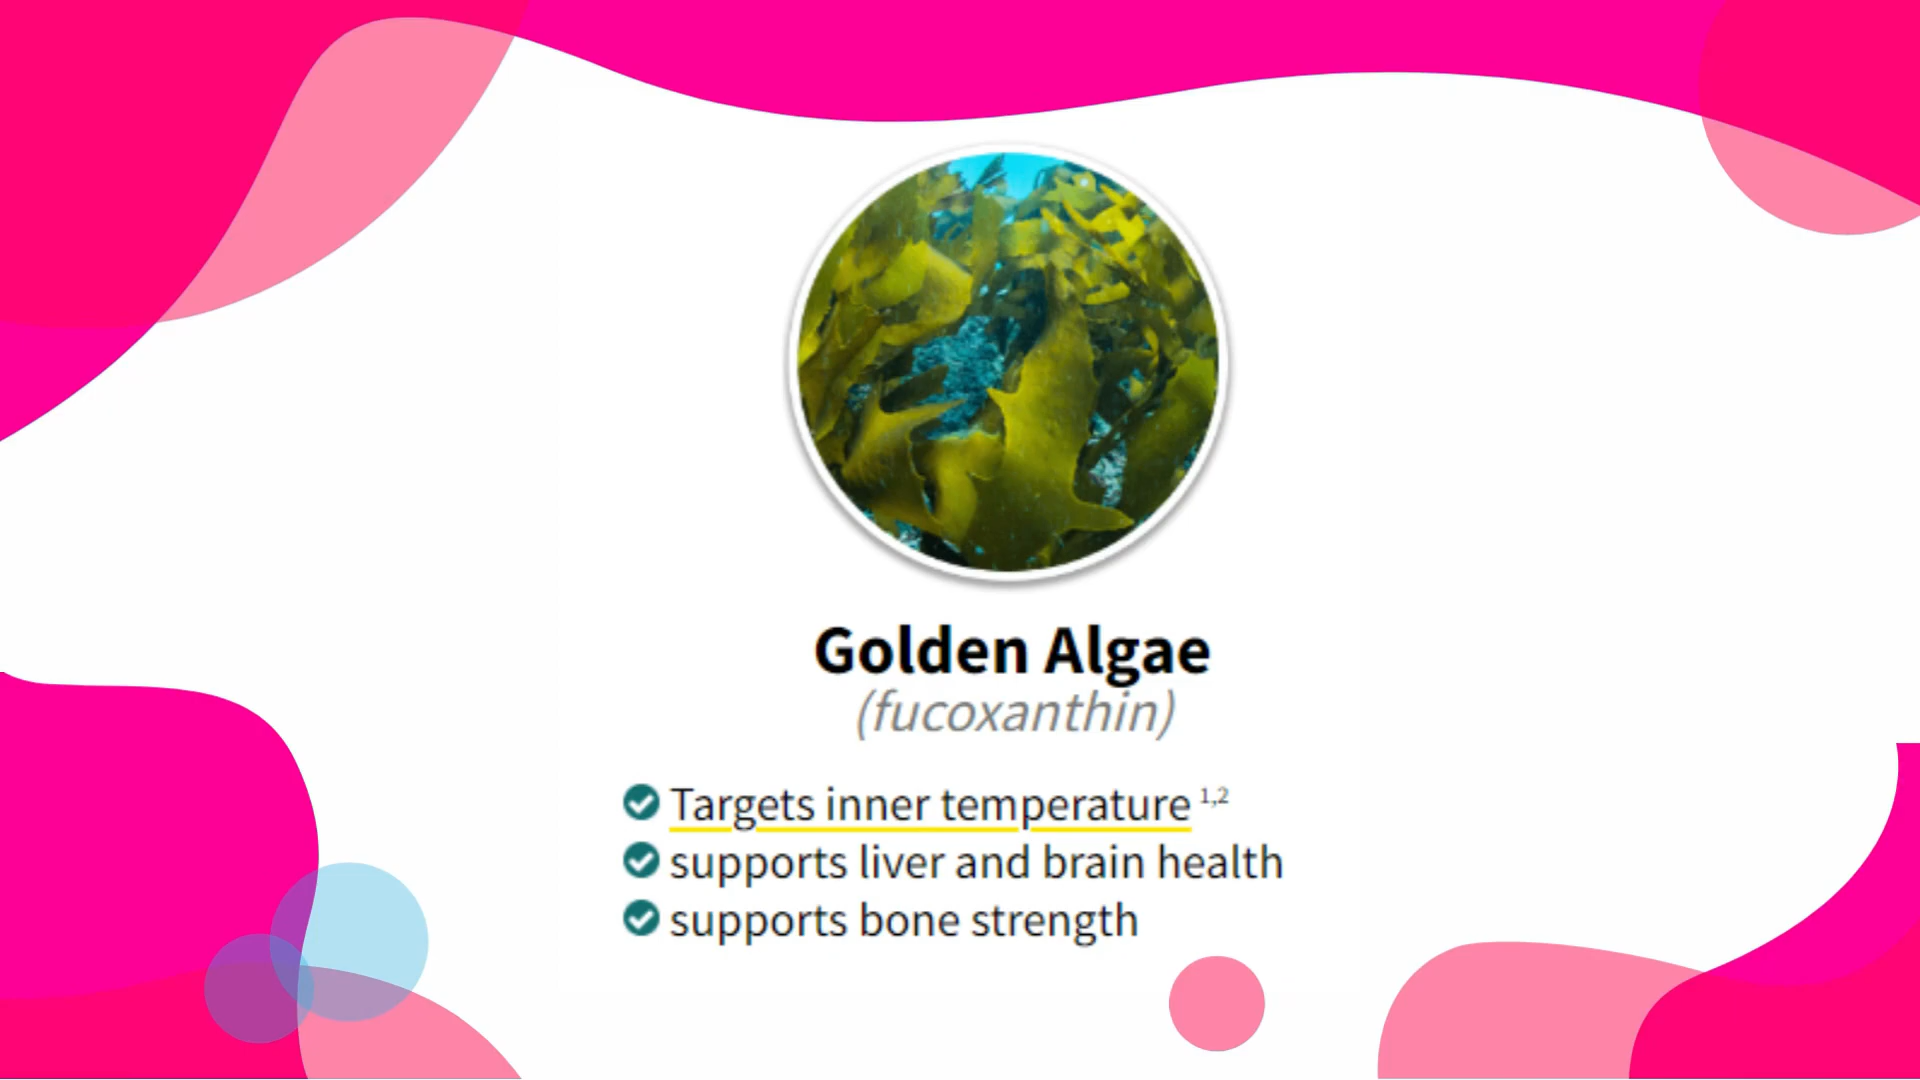 Golden Algae
(fucoxanthin)
Targets inner temperature 1,2
supports liver and brain health
supports bone strength